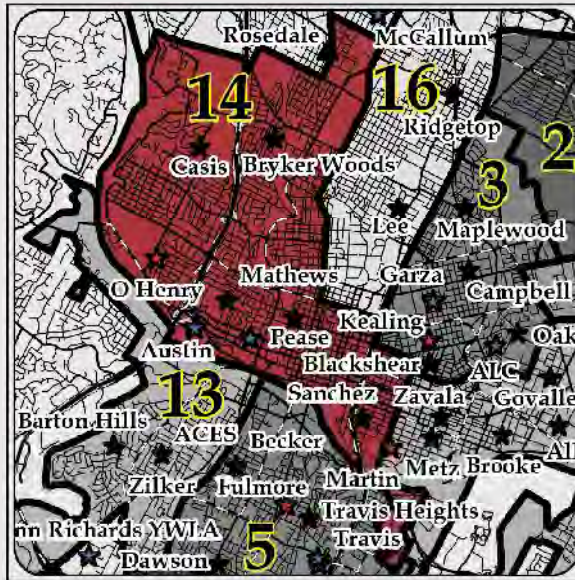 Rosedale
McCallum
14
16
Ridgetop
2
Casis
Bryker Woods
3
Lee
Maplewood
O Henry
Mathews
Garza
Campbell
Austin
Pease
Kealing
Oak
Blackshear
ALC
13
Sanchez
Zavala
Govalle
Barton Hills
ACES
Becker
Metz
Brooke
All
Zilker
Fulmore
Martin
Travis Heights
nn Richards YWLA
Travis
Dawson
5